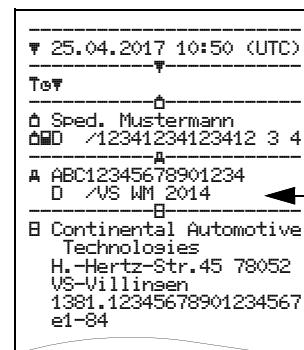 ▼ 25.04.2017 10:50 (UTC)
T⊙▼
Sped. Mustermann
D /12341234123412 3 4
ABC12345678901234
D /VS WM 2014
Continental Automotive
Technologies
H.-Hertz-Str.45 78052
VS-Villingen
1381.12345678901234567
e1-84